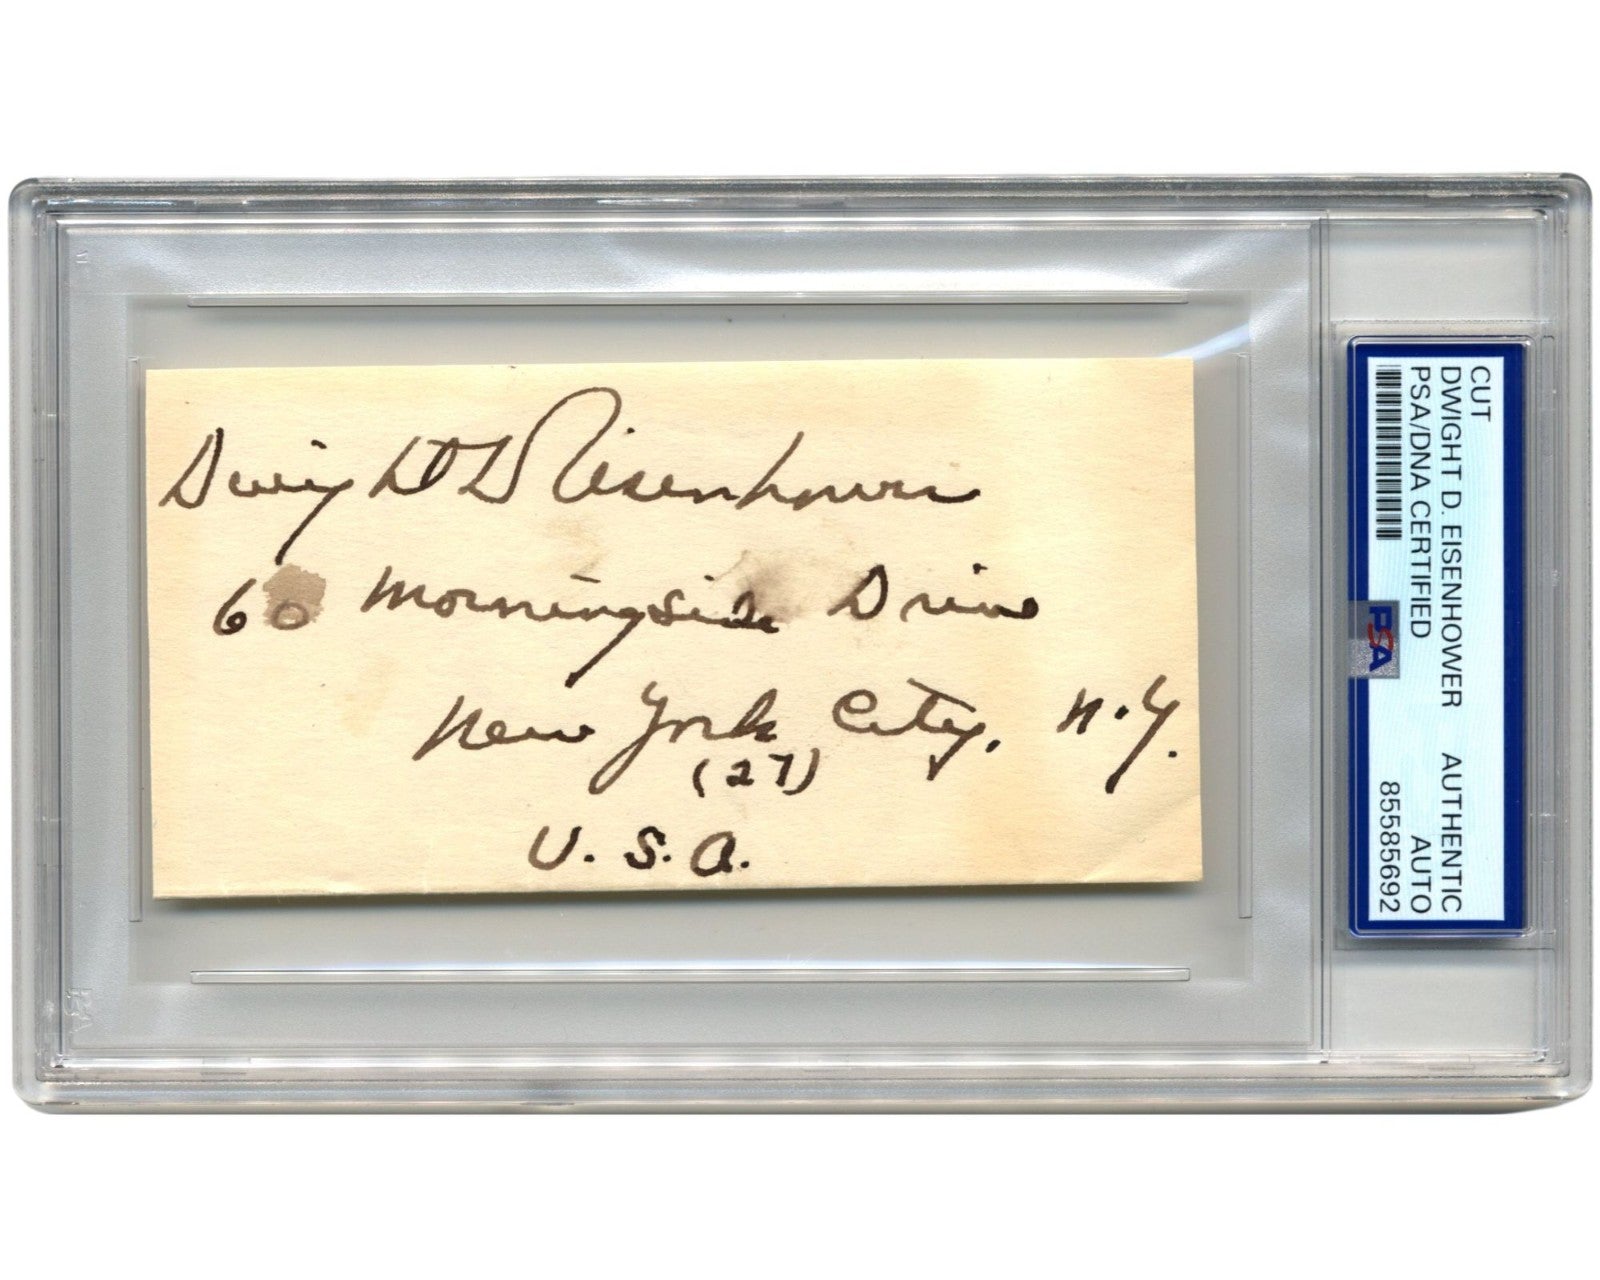 Dwight D Eisenhower
60 Morningside Drive
New York City, N.Y.
(27)
U.S.A.
CUT
DWIGHT D. EISENHOWER AUTHENTIC
PSA/DNA CERTIFIED AUTO
85585692
PSA
PSA